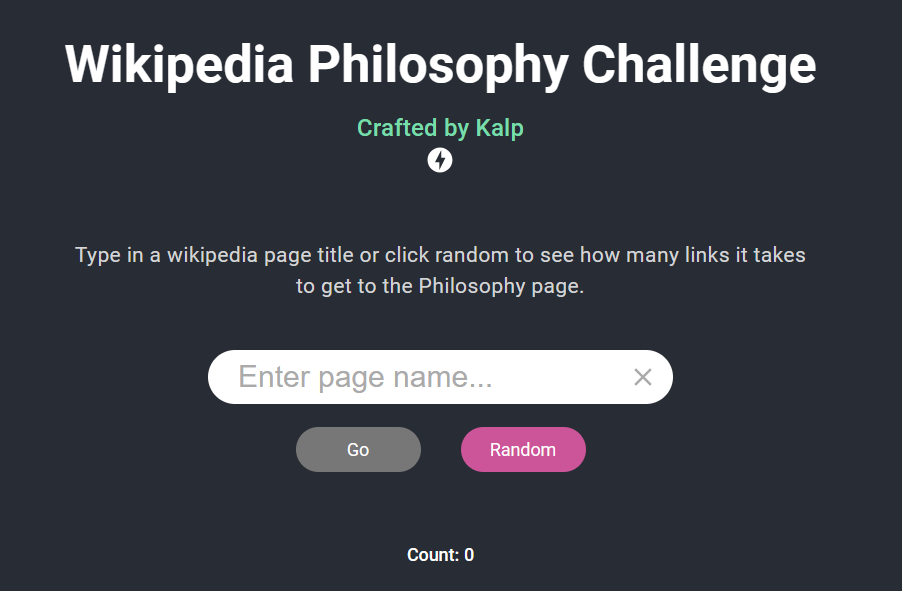 Wikipedia Philosophy Challenge
Crafted by Kalp
Type in a wikipedia page title or click random to see how many links it takes
to get to the Philosophy page.
Enter page name...
Go
Random
Count: 0